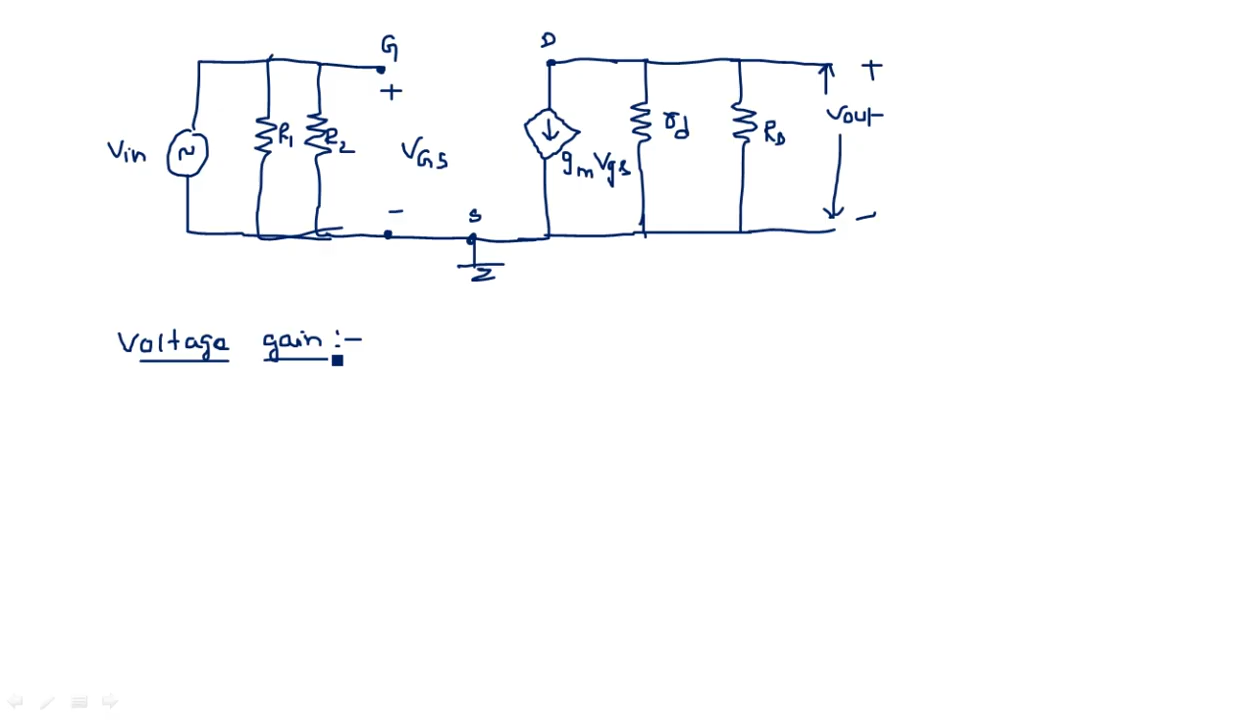 G
D
+
+
Vin
R1
R2
VGS
gmVgs
rd
RD
Vout
-
S
-
Voltage gain :-